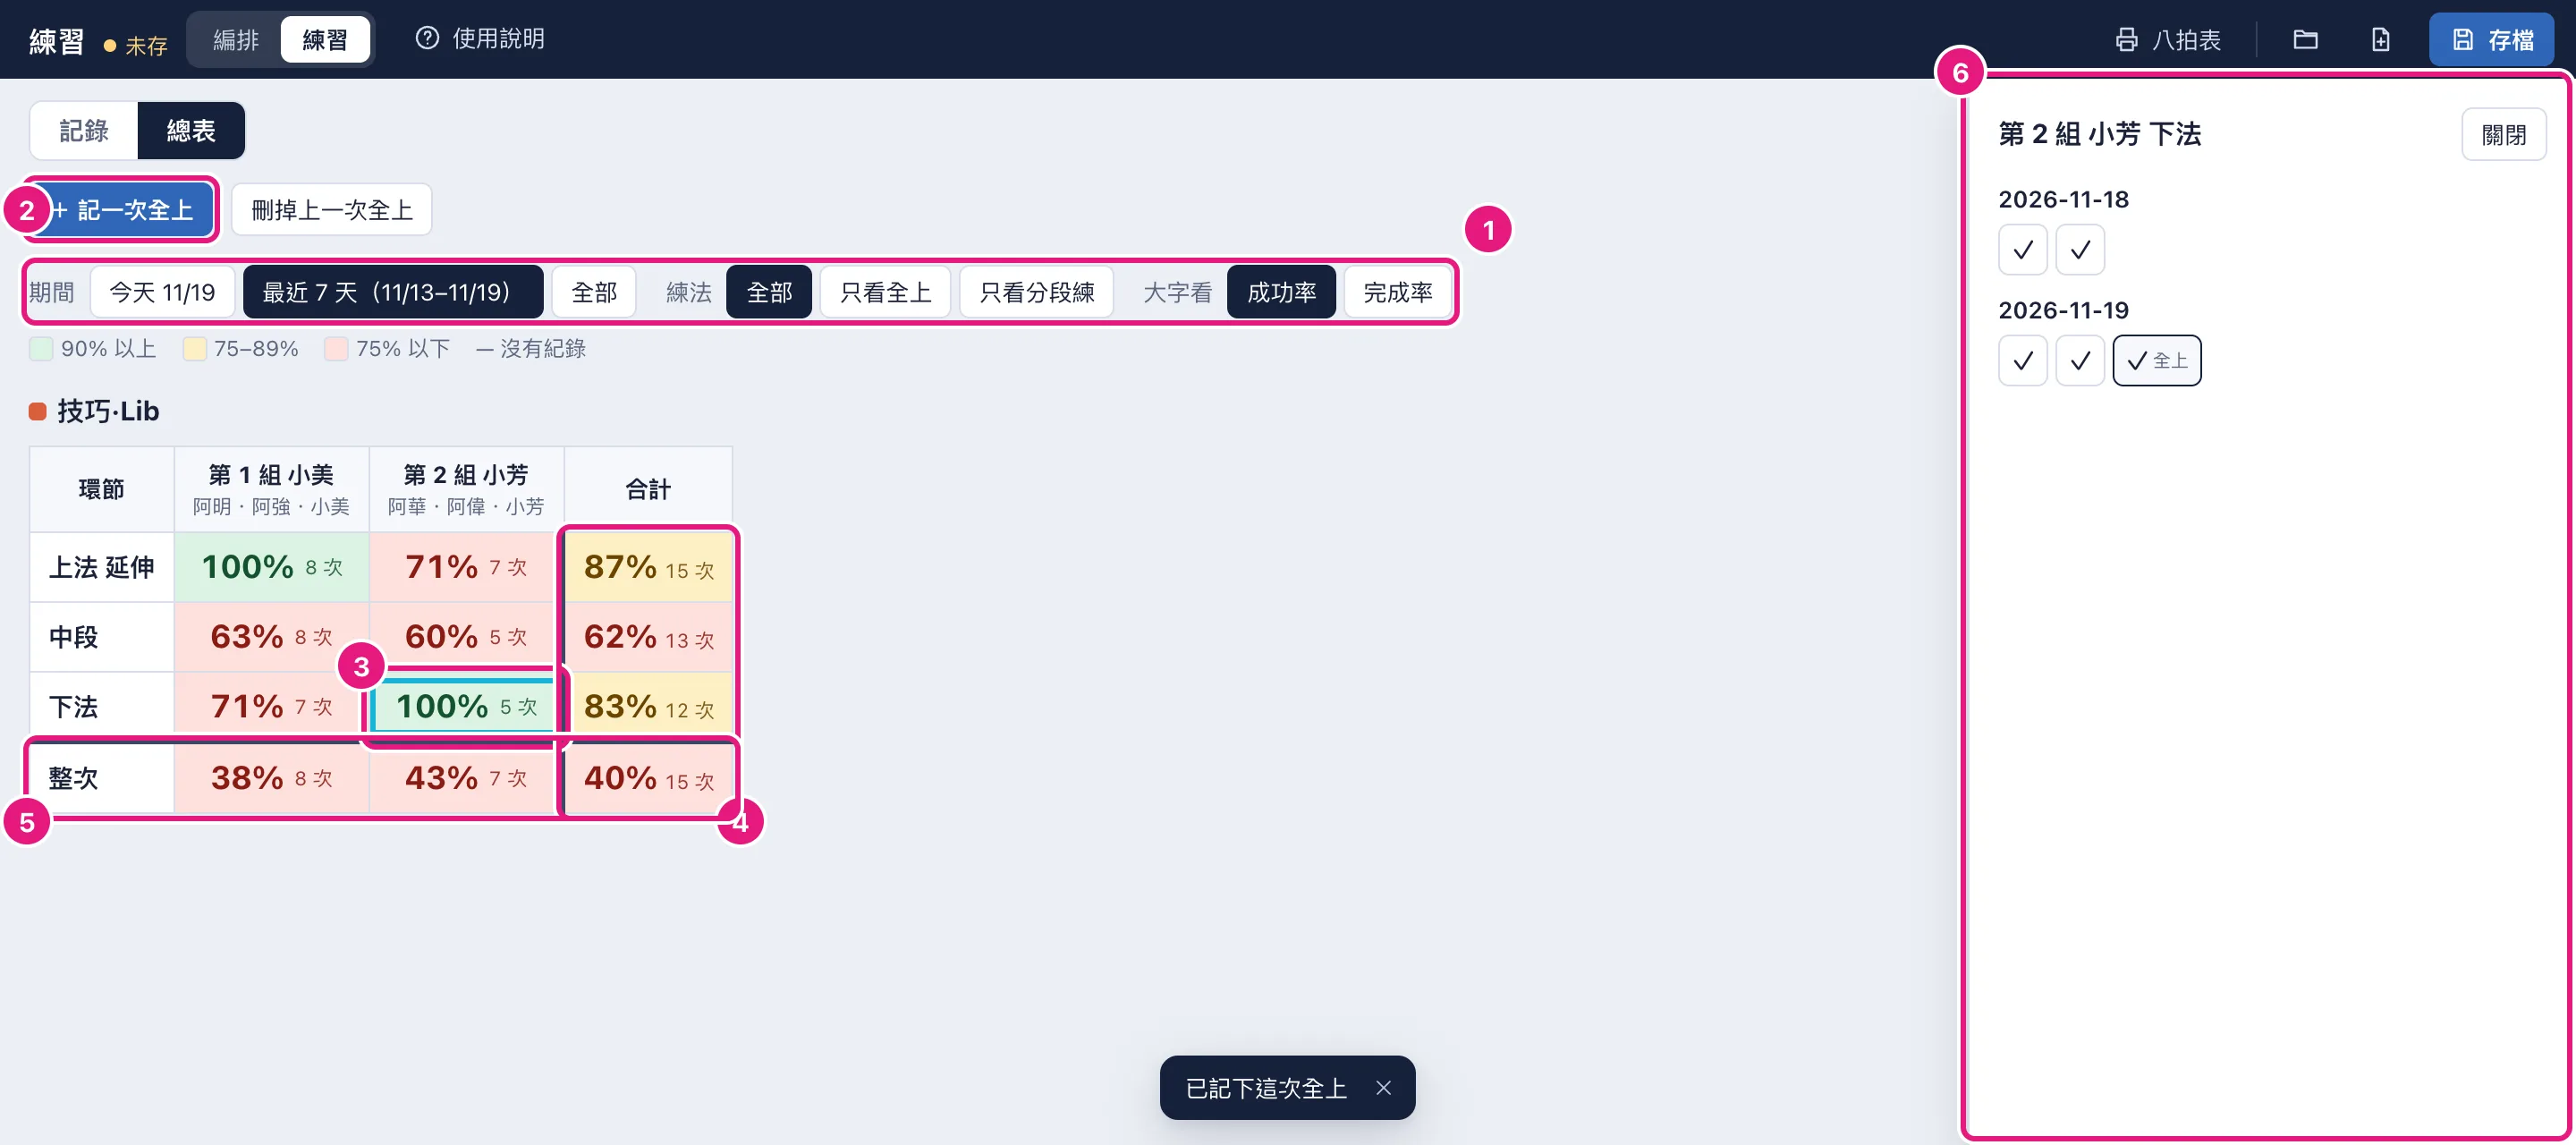 練習 未存 編排 練習 使用說明 八拍表 存檔
6
記錄 總表
第 2 組 小芳 下法 關閉
2 + 記一次全上 刪掉上一次全上
2026-11-18
1
期間 今天 11/19 最近 7 天（11/13–11/19） 全部 練法 全部 只看全上 只看分段練 大字看 成功率 完成率
2026-11-19
全上
90% 以上 75–89% 75% 以下 — 沒有紀錄
技巧·Lib
環節 第 1 組 小美 第 2 組 小芳 合計
阿明 · 阿強 · 小美 阿華 · 阿偉 · 小芳
上法 延伸 100% 8 次 71% 7 次 87% 15 次
中段 63% 8 次 60% 5 次 62% 13 次
3
下法 71% 7 次 100% 5 次 83% 12 次
整次 38% 8 次 43% 7 次 40% 15 次
5 4
已記下這次全上